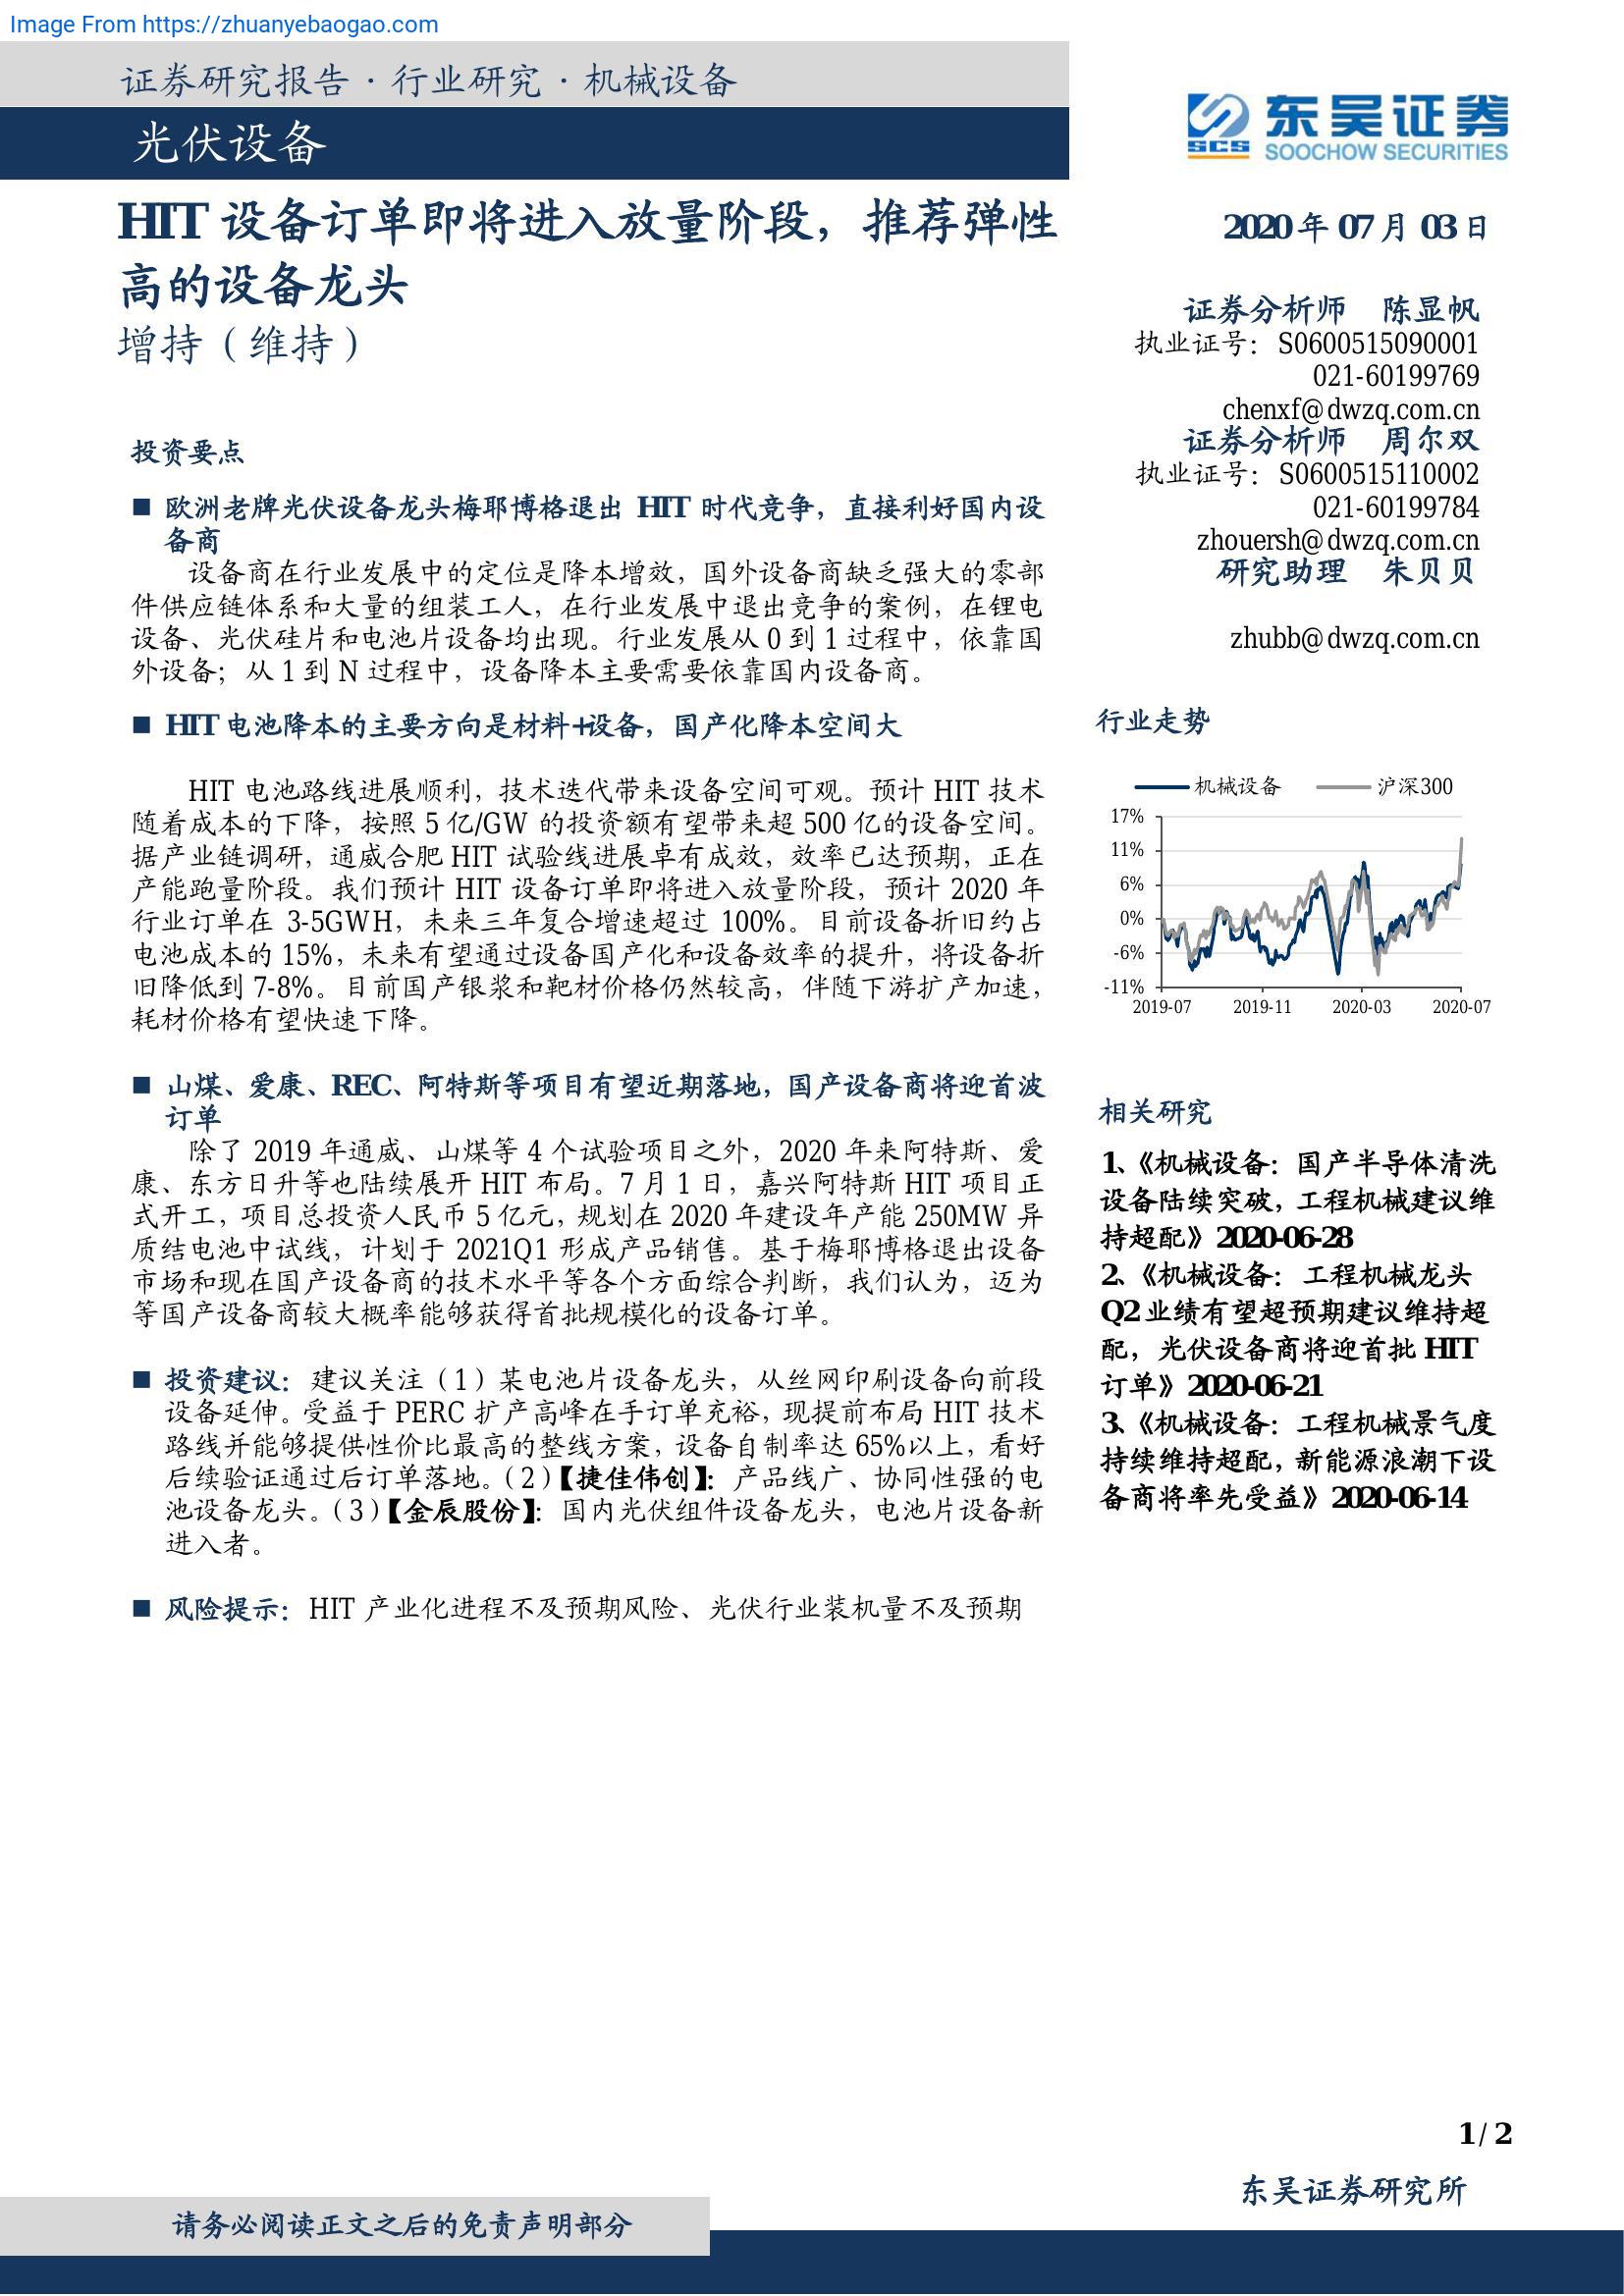 Image From https://zhuanyebaogao.com
证券研究报告·行业研究·机械设备
光伏设备
HIT 设备订单即将进入放量阶段，推荐弹性
高的设备龙头
增持（维持）
投资要点
■ 欧洲老牌光伏设备龙头梅耶博格退出 HIT 时代竞争，直接利好国内设
备商
设备商在行业发展中的定位是降本增效，国外设备商缺乏强大的零部
件供应链体系和大量的组装工人，在行业发展中退出竞争的案例，在锂电
设备、光伏硅片和电池片设备均出现。行业发展从 0 到 1 过程中，依靠国
外设备；从 1 到 N 过程中，设备降本主要需要依靠国内设备商。
■ HIT 电池降本的主要方向是材料+设备，国产化降本空间大
HIT 电池路线进展顺利，技术迭代带来设备空间可观。预计 HIT 技术
随着成本的下降，按照 5 亿/GW 的投资额有望带来超 500 亿的设备空间。
据产业链调研，通威合肥 HIT 试验线进展卓有成效，效率已达预期，正在
产能跑量阶段。我们预计 HIT 设备订单即将进入放量阶段，预计 2020 年
行业订单在 3-5GWH，未来三年复合增速超过 100%。目前设备折旧约占
电池成本的 15%，未来有望通过设备国产化和设备效率的提升，将设备折
旧降低到 7-8%。目前国产银浆和靶材价格仍然较高，伴随下游扩产加速，
耗材价格有望快速下降。
■ 山煤、爱康、REC、阿特斯等项目有望近期落地，国产设备商将迎首波
订单
除了 2019 年通威、山煤等 4 个试验项目之外，2020 年来阿特斯、爱
康、东方日升等也陆续展开 HIT 布局。7 月 1 日，嘉兴阿特斯 HIT 项目正
式开工，项目总投资人民币 5 亿元，规划在 2020 年建设年产能 250MW 异
质结电池中试线，计划于 2021Q1 形成产品销售。基于梅耶博格退出设备
市场和现在国产设备商的技术水平等各个方面综合判断，我们认为，迈为
等国产设备商较大概率能够获得首批规模化的设备订单。
■ 投资建议：建议关注（1）某电池片设备龙头，从丝网印刷设备向前段
设备延伸。受益于 PERC 扩产高峰在手订单充裕，现提前布局 HIT 技术
路线并能够提供性价比最高的整线方案，设备自制率达 65%以上，看好
后续验证通过后订单落地。（2）【捷佳伟创】：产品线广、协同性强的电
池设备龙头。（3）【金辰股份】：国内光伏组件设备龙头，电池片设备新
进入者。
■ 风险提示：HIT 产业化进程不及预期风险、光伏行业装机量不及预期
SCS 东吴证券
SOOCHOW SECURITIES
2020 年 07 月 03 日
证券分析师 陈显帆
执业证号：S0600515090001
021-60199769
chenxf@dwzq.com.cn
证券分析师 周尔双
执业证号：S0600515110002
021-60199784
zhouersh@dwzq.com.cn
研究助理 朱贝贝
zhubb@dwzq.com.cn
行业走势
机械设备 沪深300
17%
11%
6%
0%
-6%
-11%
2019-07 2019-11 2020-03 2020-07
相关研究
1、《机械设备：国产半导体清洗
设备陆续突破，工程机械建议维
持超配》2020-06-28
2、《机械设备：工程机械龙头
Q2 业绩有望超预期建议维持超
配，光伏设备商将迎首批 HIT
订单》2020-06-21
3、《机械设备：工程机械景气度
持续维持超配，新能源浪潮下设
备商将率先受益》2020-06-14
1 / 2
东吴证券研究所
请务必阅读正文之后的免责声明部分